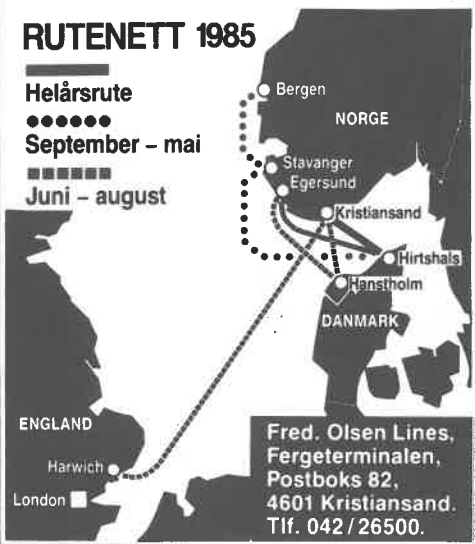 RUTENETT 1985
Helårsrute
September – mai
Juni – august
Bergen
NORGE
Stavanger
Egersund
Kristiansand
Hirtshals
Hanstholm
DANMARK
ENGLAND
Harwich
London
Fred. Olsen Lines,
Fergeterminalen,
Postboks 82,
4601 Kristiansand.
Tlf. 042/26500.